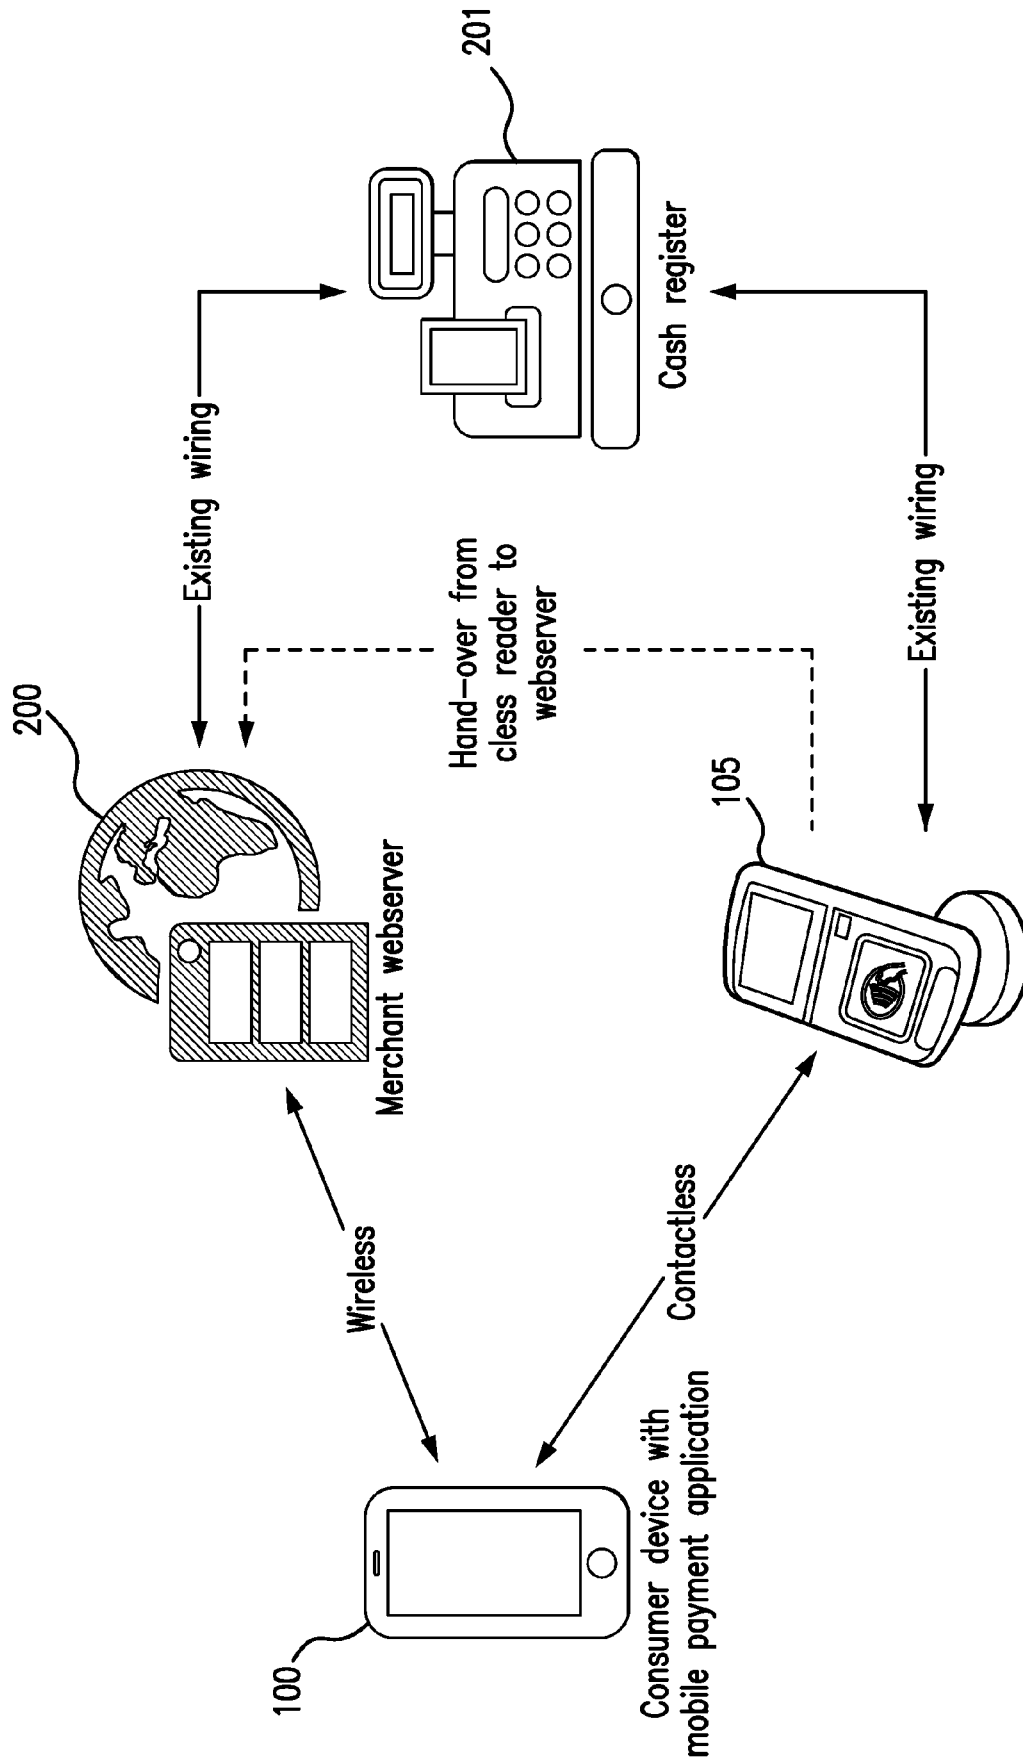 200
Merchant webserver
Existing wiring
201
Cash register
Wireless
Hand-over from
cless reader to
webserver
100
Consumer device with
mobile payment application
Contactless
105
Existing wiring